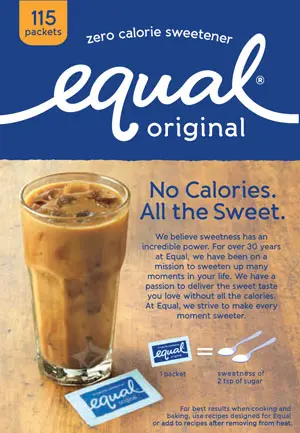 115
packets
zero calorie sweetener
equal®
original
No Calories.
All the Sweet.
We believe sweetness has an
incredible power. For over 30 years
at Equal, we have been on a
mission to sweeten up many
moments in your life. We have a
passion to deliver the sweet taste
you love without all the calories.
At Equal, we strive to make every
moment sweeter.
equal
original
1 packet
=
sweetness of
2 tsp of sugar
equal
original
For best results when cooking and
baking, use recipes designed for Equal,
or add to recipes after removing from heat.